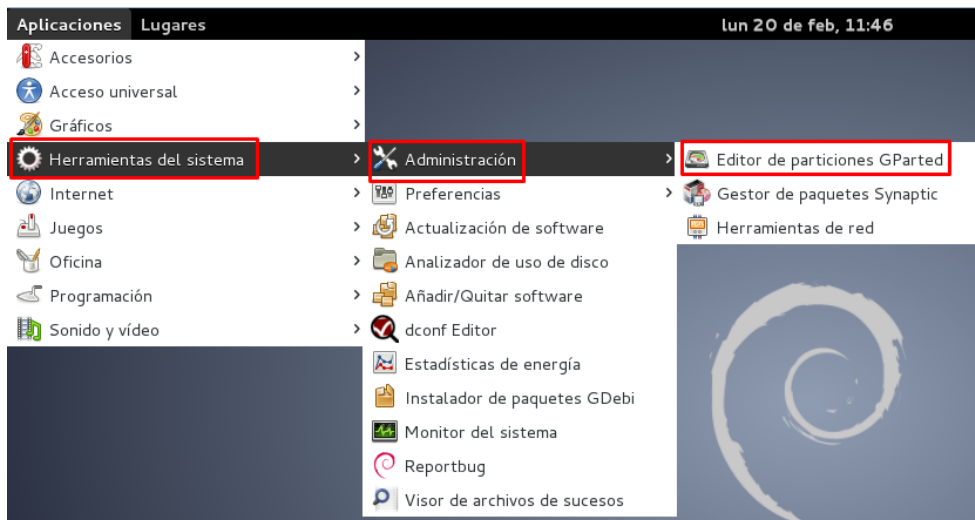 Aplicaciones Lugares lun 20 de feb, 11:46
Accesorios
Acceso universal
Gráficos
Herramientas del sistema
Internet
Juegos
Oficina
Programación
Sonido y vídeo
Administración
Preferencias
Actualización de software
Analizador de uso de disco
Añadir/Quitar software
dconf Editor
Estadísticas de energía
Instalador de paquetes GDebi
Monitor del sistema
Reportbug
Visor de archivos de sucesos
Editor de particiones GParted
Gestor de paquetes Synaptic
Herramientas de red